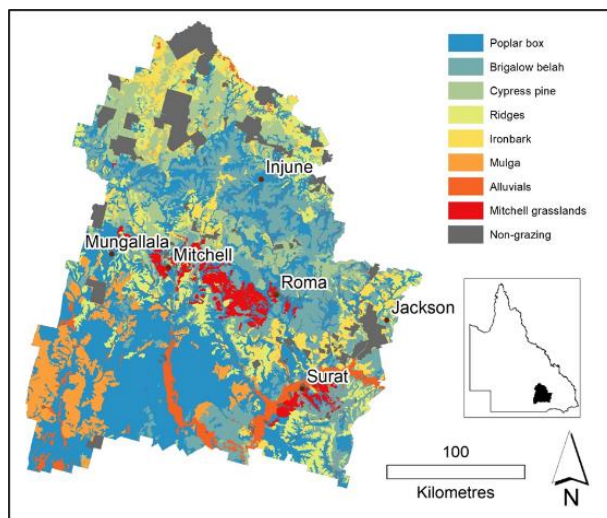 Poplar box
Brigalow belah
Cypress pine
Ridges
Ironbark
Mulga
Alluvials
Mitchell grasslands
Non-grazing
Injune
Mungallala
Mitchell
Roma
Jackson
Surat
100
Kilometres
N